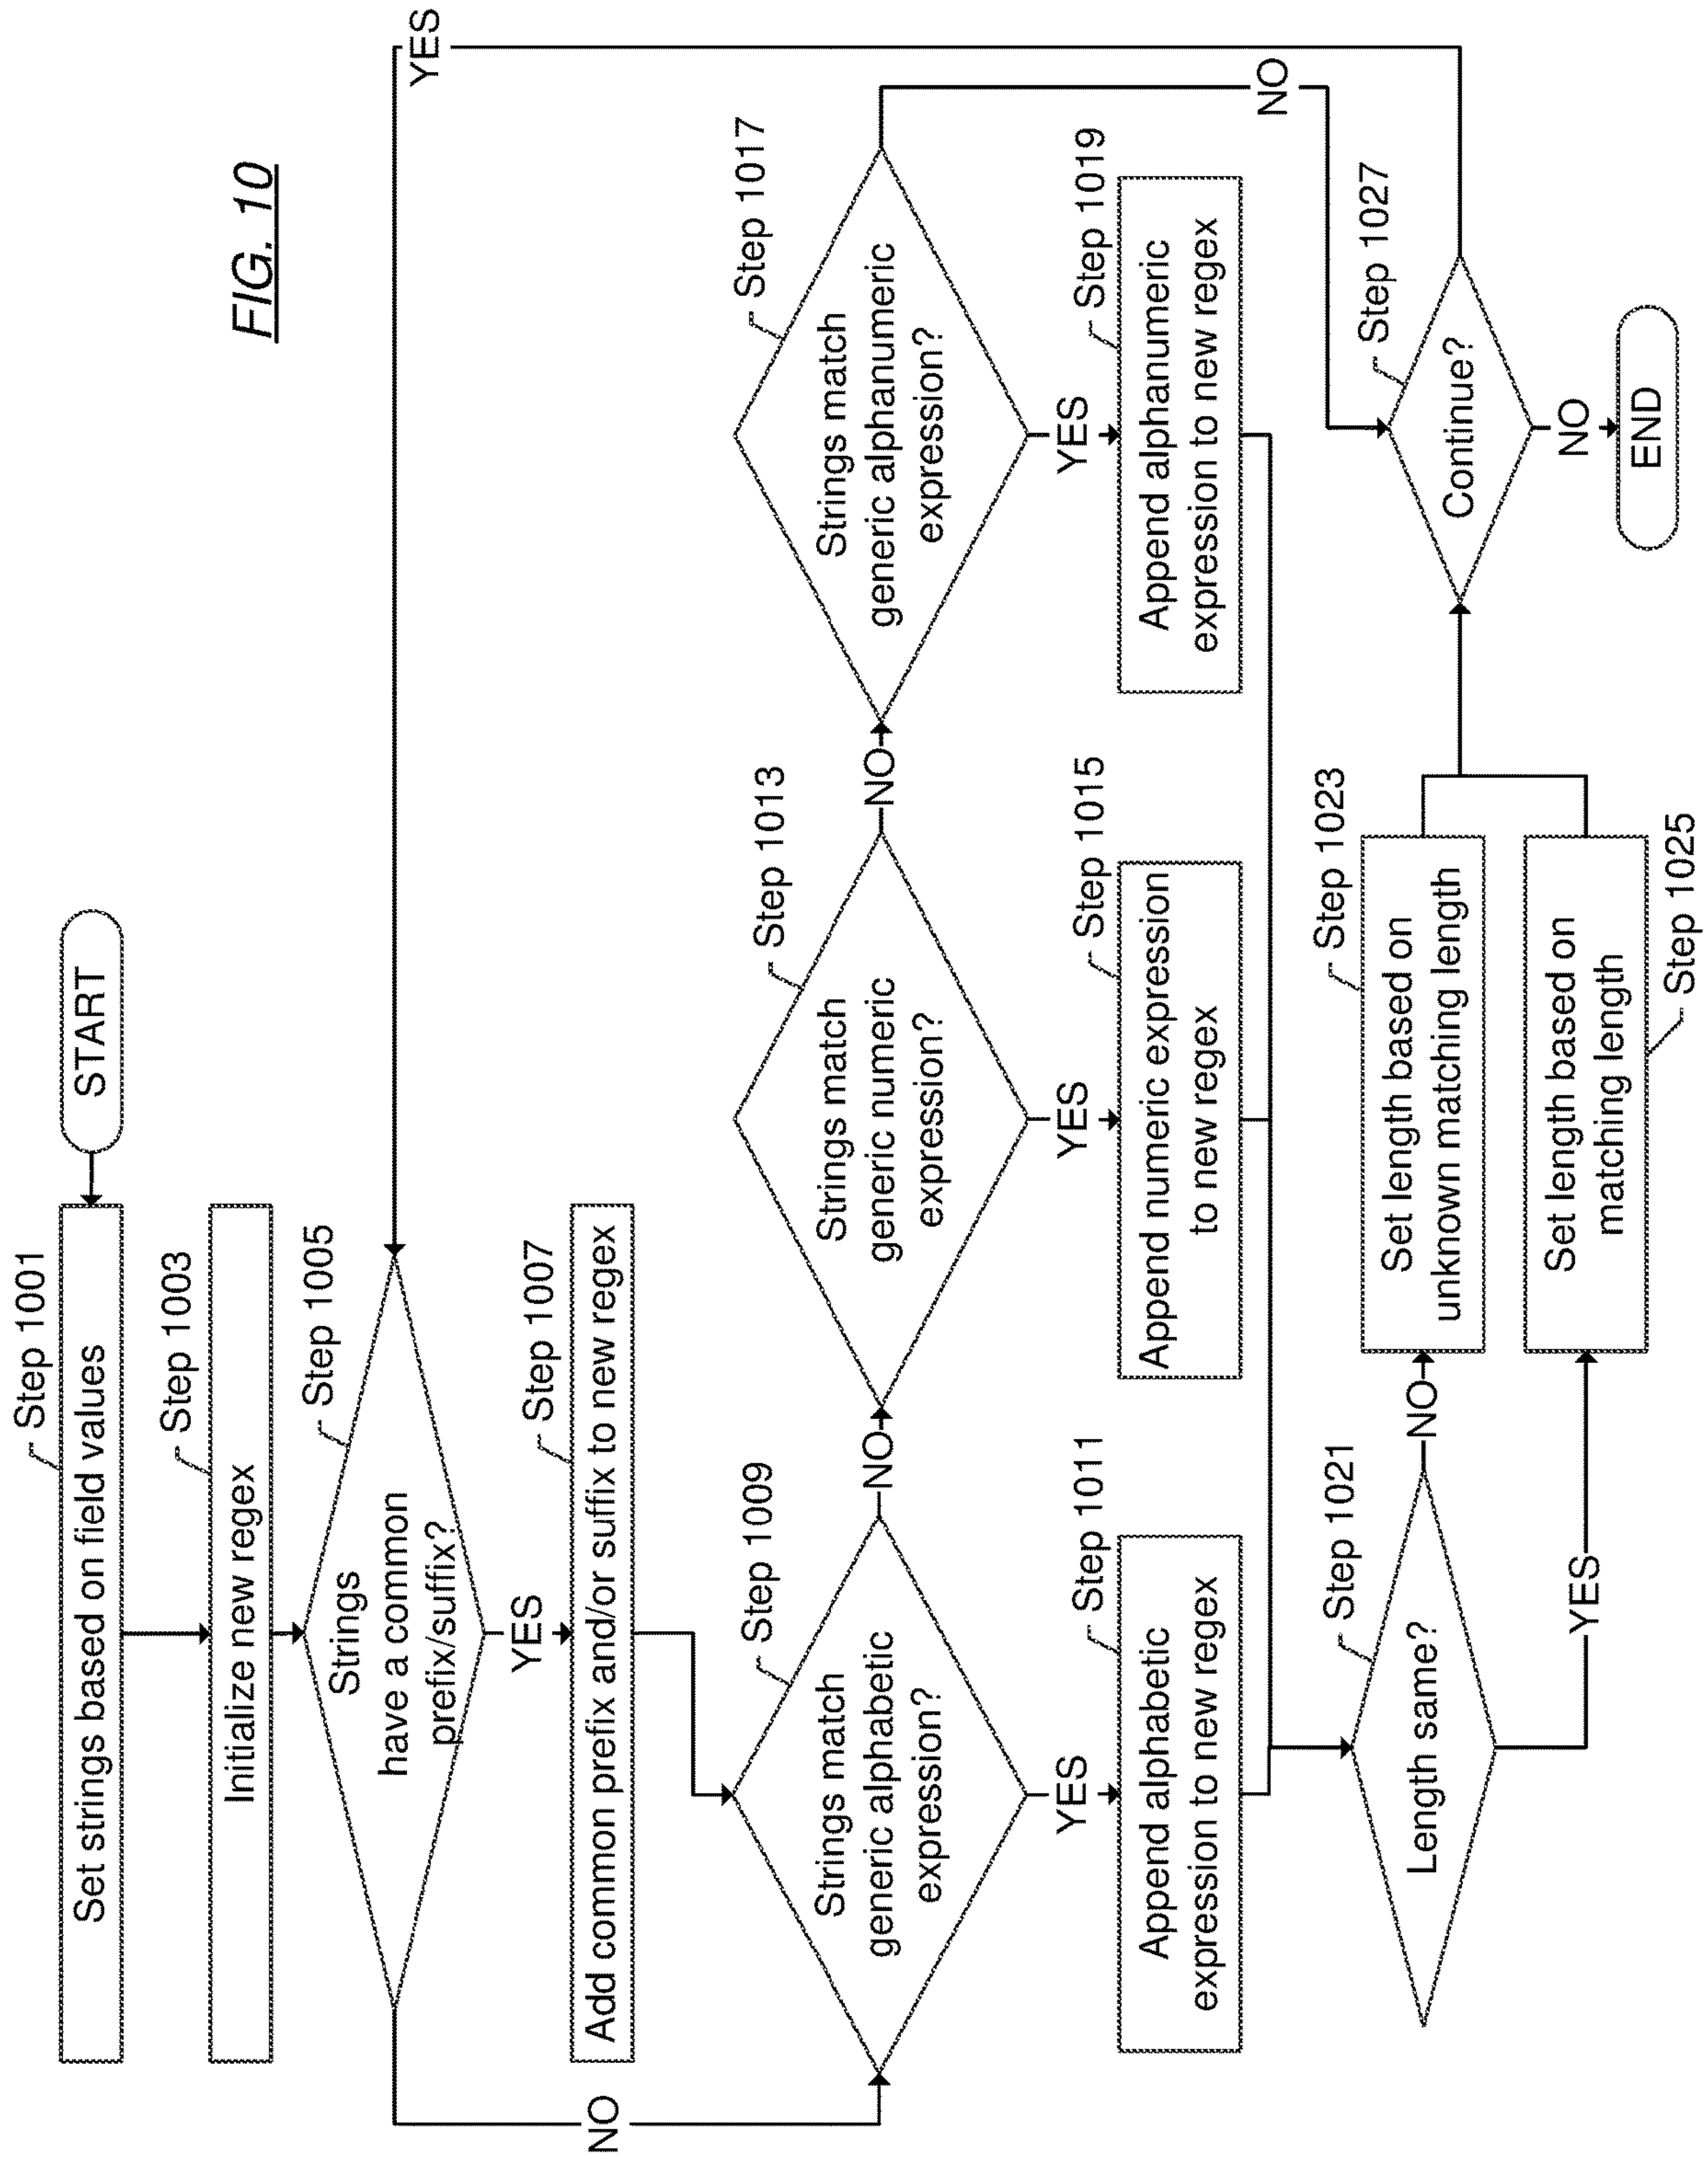 FIG. 10
START
Step 1001
Set strings based on field values
Step 1003
Initialize new regex
Step 1005
Strings
have a common
prefix/suffix?
YES
NO
YES
Step 1007
Add common prefix and/or suffix to new regex
Step 1009
Strings match
generic alphabetic
expression?
NO
YES
Step 1011
Append alphabetic
expression to new regex
Step 1013
Strings match
generic numeric
expression?
NO
YES
Step 1015
Append numeric expression
to new regex
Step 1017
Strings match
generic alphanumeric
expression?
NO
YES
Step 1019
Append alphanumeric
expression to new regex
Step 1021
Length same?
NO
YES
Step 1023
Set length based on
unknown matching length
Set length based on
matching length
Step 1025
Step 1027
Continue?
NO
END